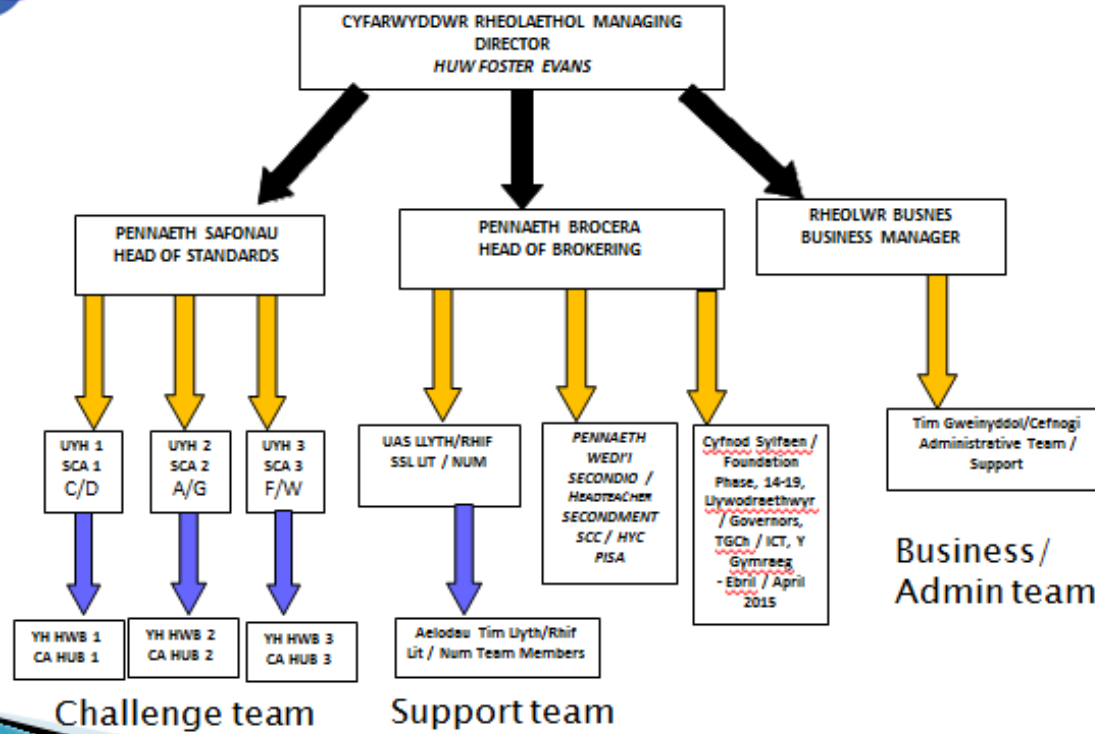 CYFARWYDDWR RHEOLAETHOL MANAGING
DIRECTOR
HUW FOSTER EVANS
PENNAETH SAFONAU
HEAD OF STANDARDS
PENNAETH BROCERA
HEAD OF BROKERING
RHEOLWR BUSNES
BUSINESS MANAGER
UYH 1
SCA 1
C/D
UYH 2
SCA 2
A/G
UYH 3
SCA 3
F/W
UAS LLYTH/RHIF
SSL LIT / NUM
PENNAETH
WEDI'I
SECONDIO /
HEADTEACHER
SECONDMENT
SCC / HYC
PISA
Cyfnod Sylfaen /
Foundation
Phase, 14-19,
Llywodraethwyr
/ Governors,
TGCh / ICT, Y
Gymraeg
- Ebril / April
2015
Tim Gweinyddol/Cefnogi
Administrative Team /
Support
Business/
Admin team
YH HWB 1
CA HUB 1
YH HWB 2
CA HUB 2
YH HWB 3
CA HUB 3
Aelodau Tim Llyth/Rhif
Lit / Num Team Members
Challenge team
Support team